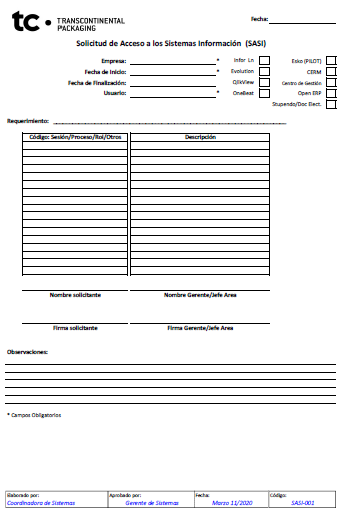 tc • TRANSCONTINENTAL
PACKAGING
Fecha:
Solicitud de Acceso a los Sistemas Información (SASI)
Empresa: * Infor Ln Esko (PILOT)
Fecha de Inicio: * Evolution CERM
Fecha de Finalización: QlikView Centro de Gestión
Usuario: * OneBeat Open ERP
Stupendo/Doc Elect.
Requerimiento:
Código: Sesión/Proceso/Rol/Otros Descripción
Nombre solicitante Nombre Gerente/Jefe Area
Firma solicitante Firma Gerente/Jefe Area
Observaciones:
* Campos Obligatorios
Elaborado por: Aprobado por: Fecha: Código:
Coordinadora de Sistemas Gerente de Sistemas Marzo 11/2020 SASI-001